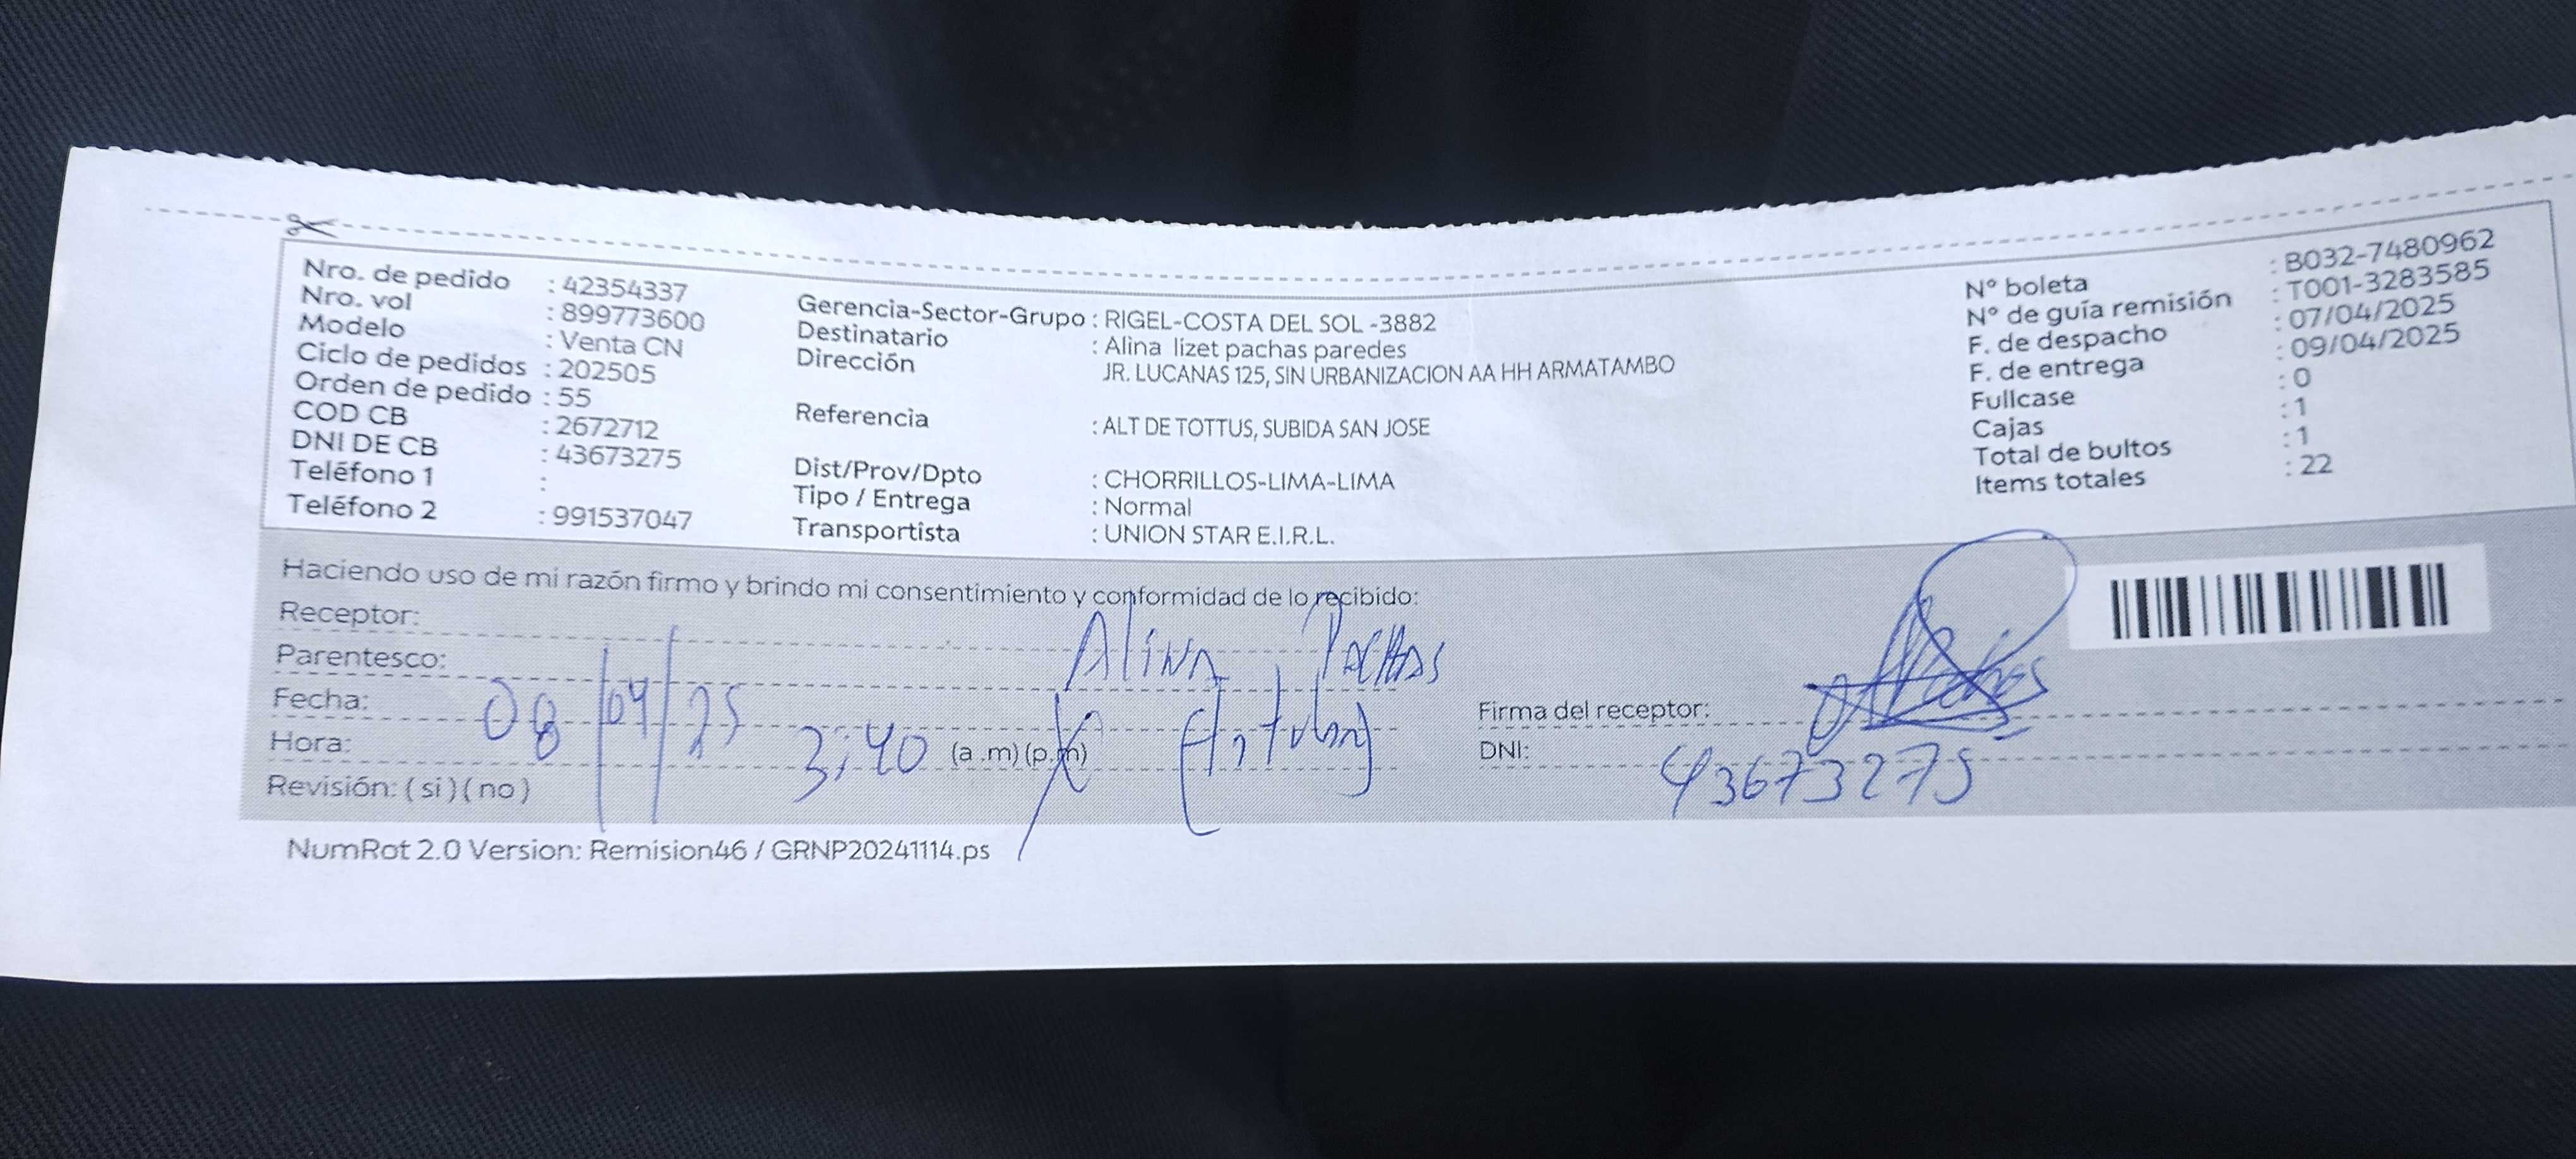 Nro. de pedido : 42354337
Nro. vol : 899773600
Modelo : Venta CN
Ciclo de pedidos : 202505
Orden de pedido : 55
COD CB : 2672712
DNI DE CB : 43673275
Teléfono 1 :
Teléfono 2 : 991537047
Gerencia-Sector-Grupo : RIGEL-COSTA DEL SOL -3882
Destinatario : Alina lizet pachas paredes
Dirección JR. LUCANAS 125, SIN URBANIZACION AA HH ARMATAMBO
Referencia : ALT DE TOTTUS, SUBIDA SAN JOSE
Dist/Prov/Dpto : CHORRILLOS-LIMA-LIMA
Tipo / Entrega : Normal
Transportista : UNION STAR E.I.R.L.
N° boleta : B032-7480962
N° de guía remisión : T001-3283585
F. de despacho : 07/04/2025
F. de entrega : 09/04/2025
Fullcase : 0
Cajas : 1
Total de bultos : 1
Items totales : 22
Haciendo uso de mi razón firmo y brindo mi consentimiento y conformidad de lo recibido:
Receptor: Alina Pachas
Parentesco: (titular)
Fecha: 08/04/25
Hora: 3:40 (a .m) (p.m)
Revisión: ( si ) ( no )
Firma del receptor:
DNI: 43673275
NumRot 2.0 Version: Remision46 / GRNP20241114.ps